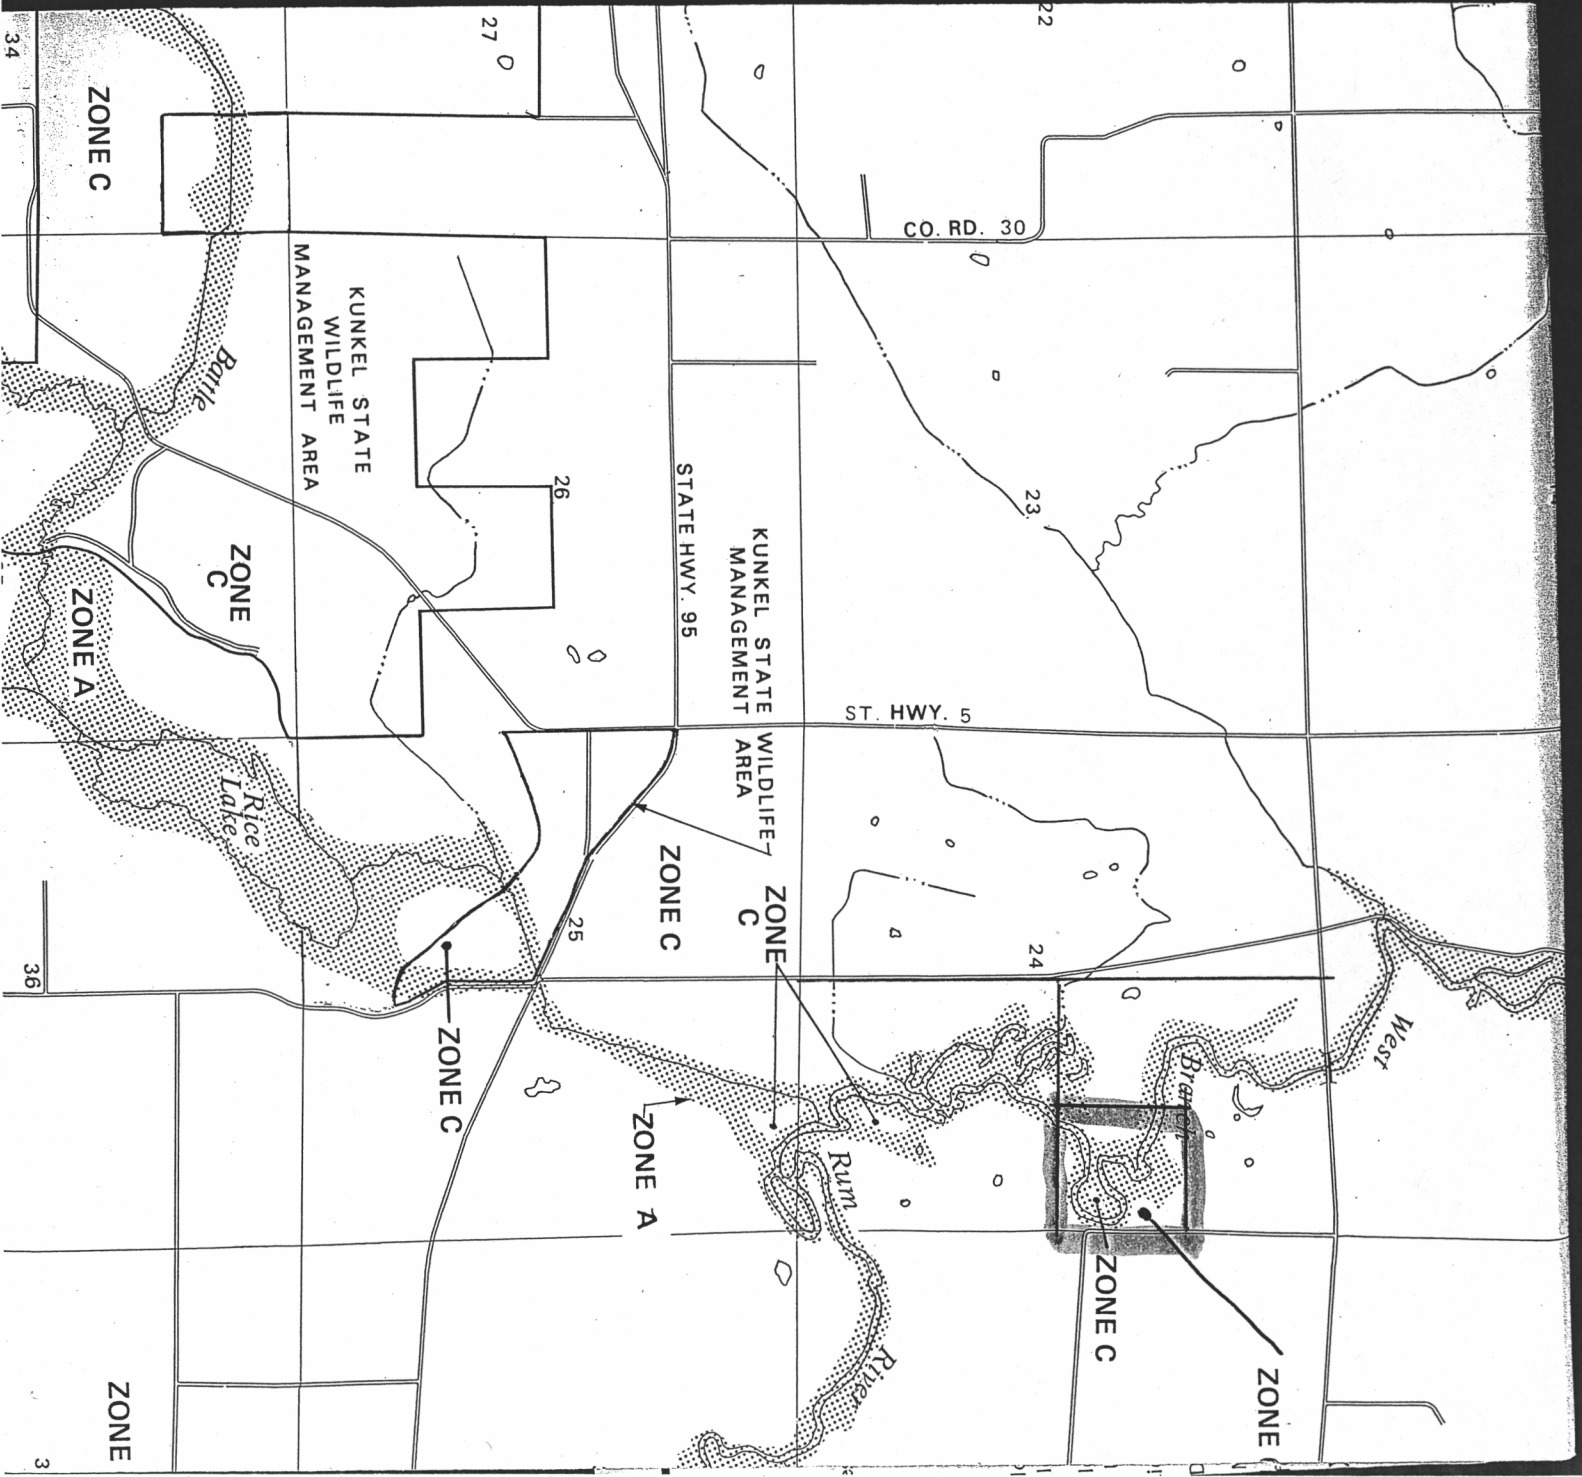 34
ZONE C
27
22
CO. RD. 30
KUNKEL STATE
WILDLIFE
MANAGEMENT AREA
Battle
26
STATE HWY. 95
23
KUNKEL STATE WILDLIFE
MANAGEMENT AREA
ST. HWY. 5
ZONE
C
ZONE A
Rice
Lake
25
ZONE C
ZONE
C
24
36
ZONE C
West
Branch
ZONE A
Rum
River
ZONE C
ZONE
ZONE
3